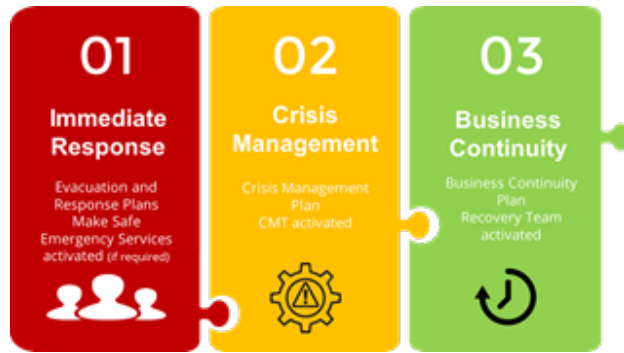 01
Immediate
Response
Evacuation and
Response Plans
Make Safe
Emergency Services
activated (if required)
02
Crisis
Management
Crisis Management
Plan
CMT activated
03
Business
Continuity
Business Continuity
Plan
Recovery Team
activated